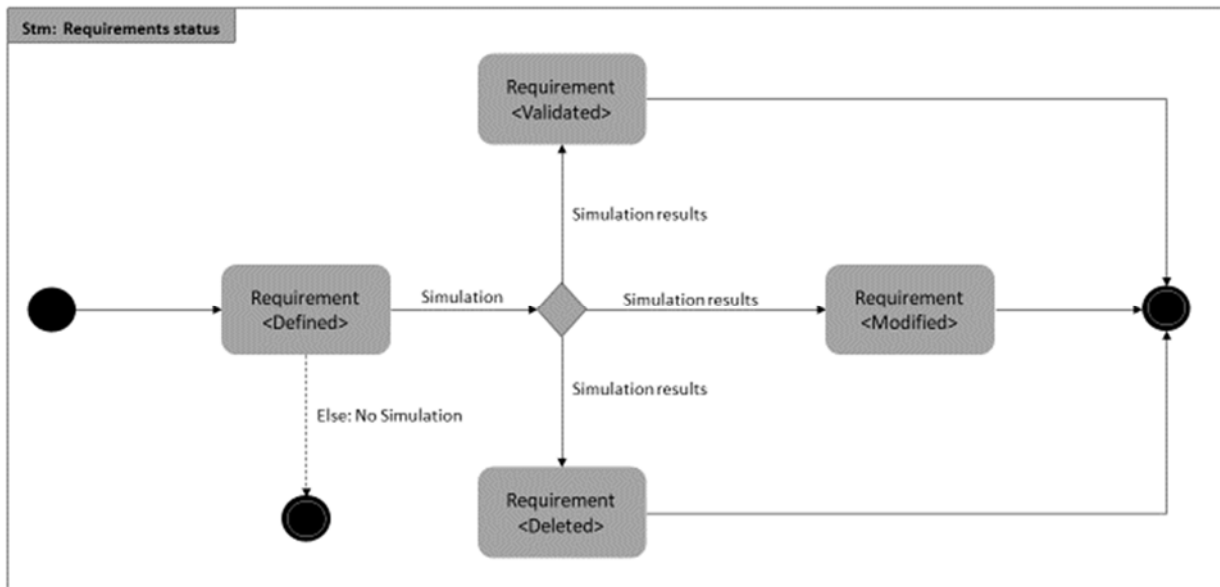 Stm: Requirements status
Requirement
<Validated>
Simulation results
Requirement
<Defined>
Simulation
Simulation results
Requirement
<Modified>
Simulation results
Else: No Simulation
Requirement
<Deleted>